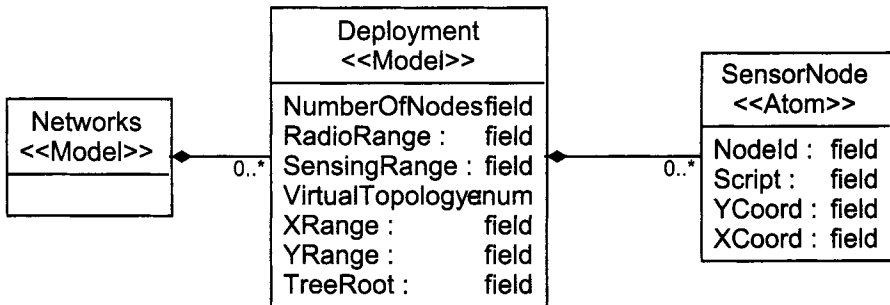 Networks
<<Model>>
0..*
Deployment
<<Model>>
NumberOfNodesfield
RadioRange : field
SensingRange : field
VirtualTopologyenum
XRange : field
YRange : field
TreeRoot : field
0..*
SensorNode
<<Atom>>
NodeId : field
Script : field
YCoord : field
XCoord : field